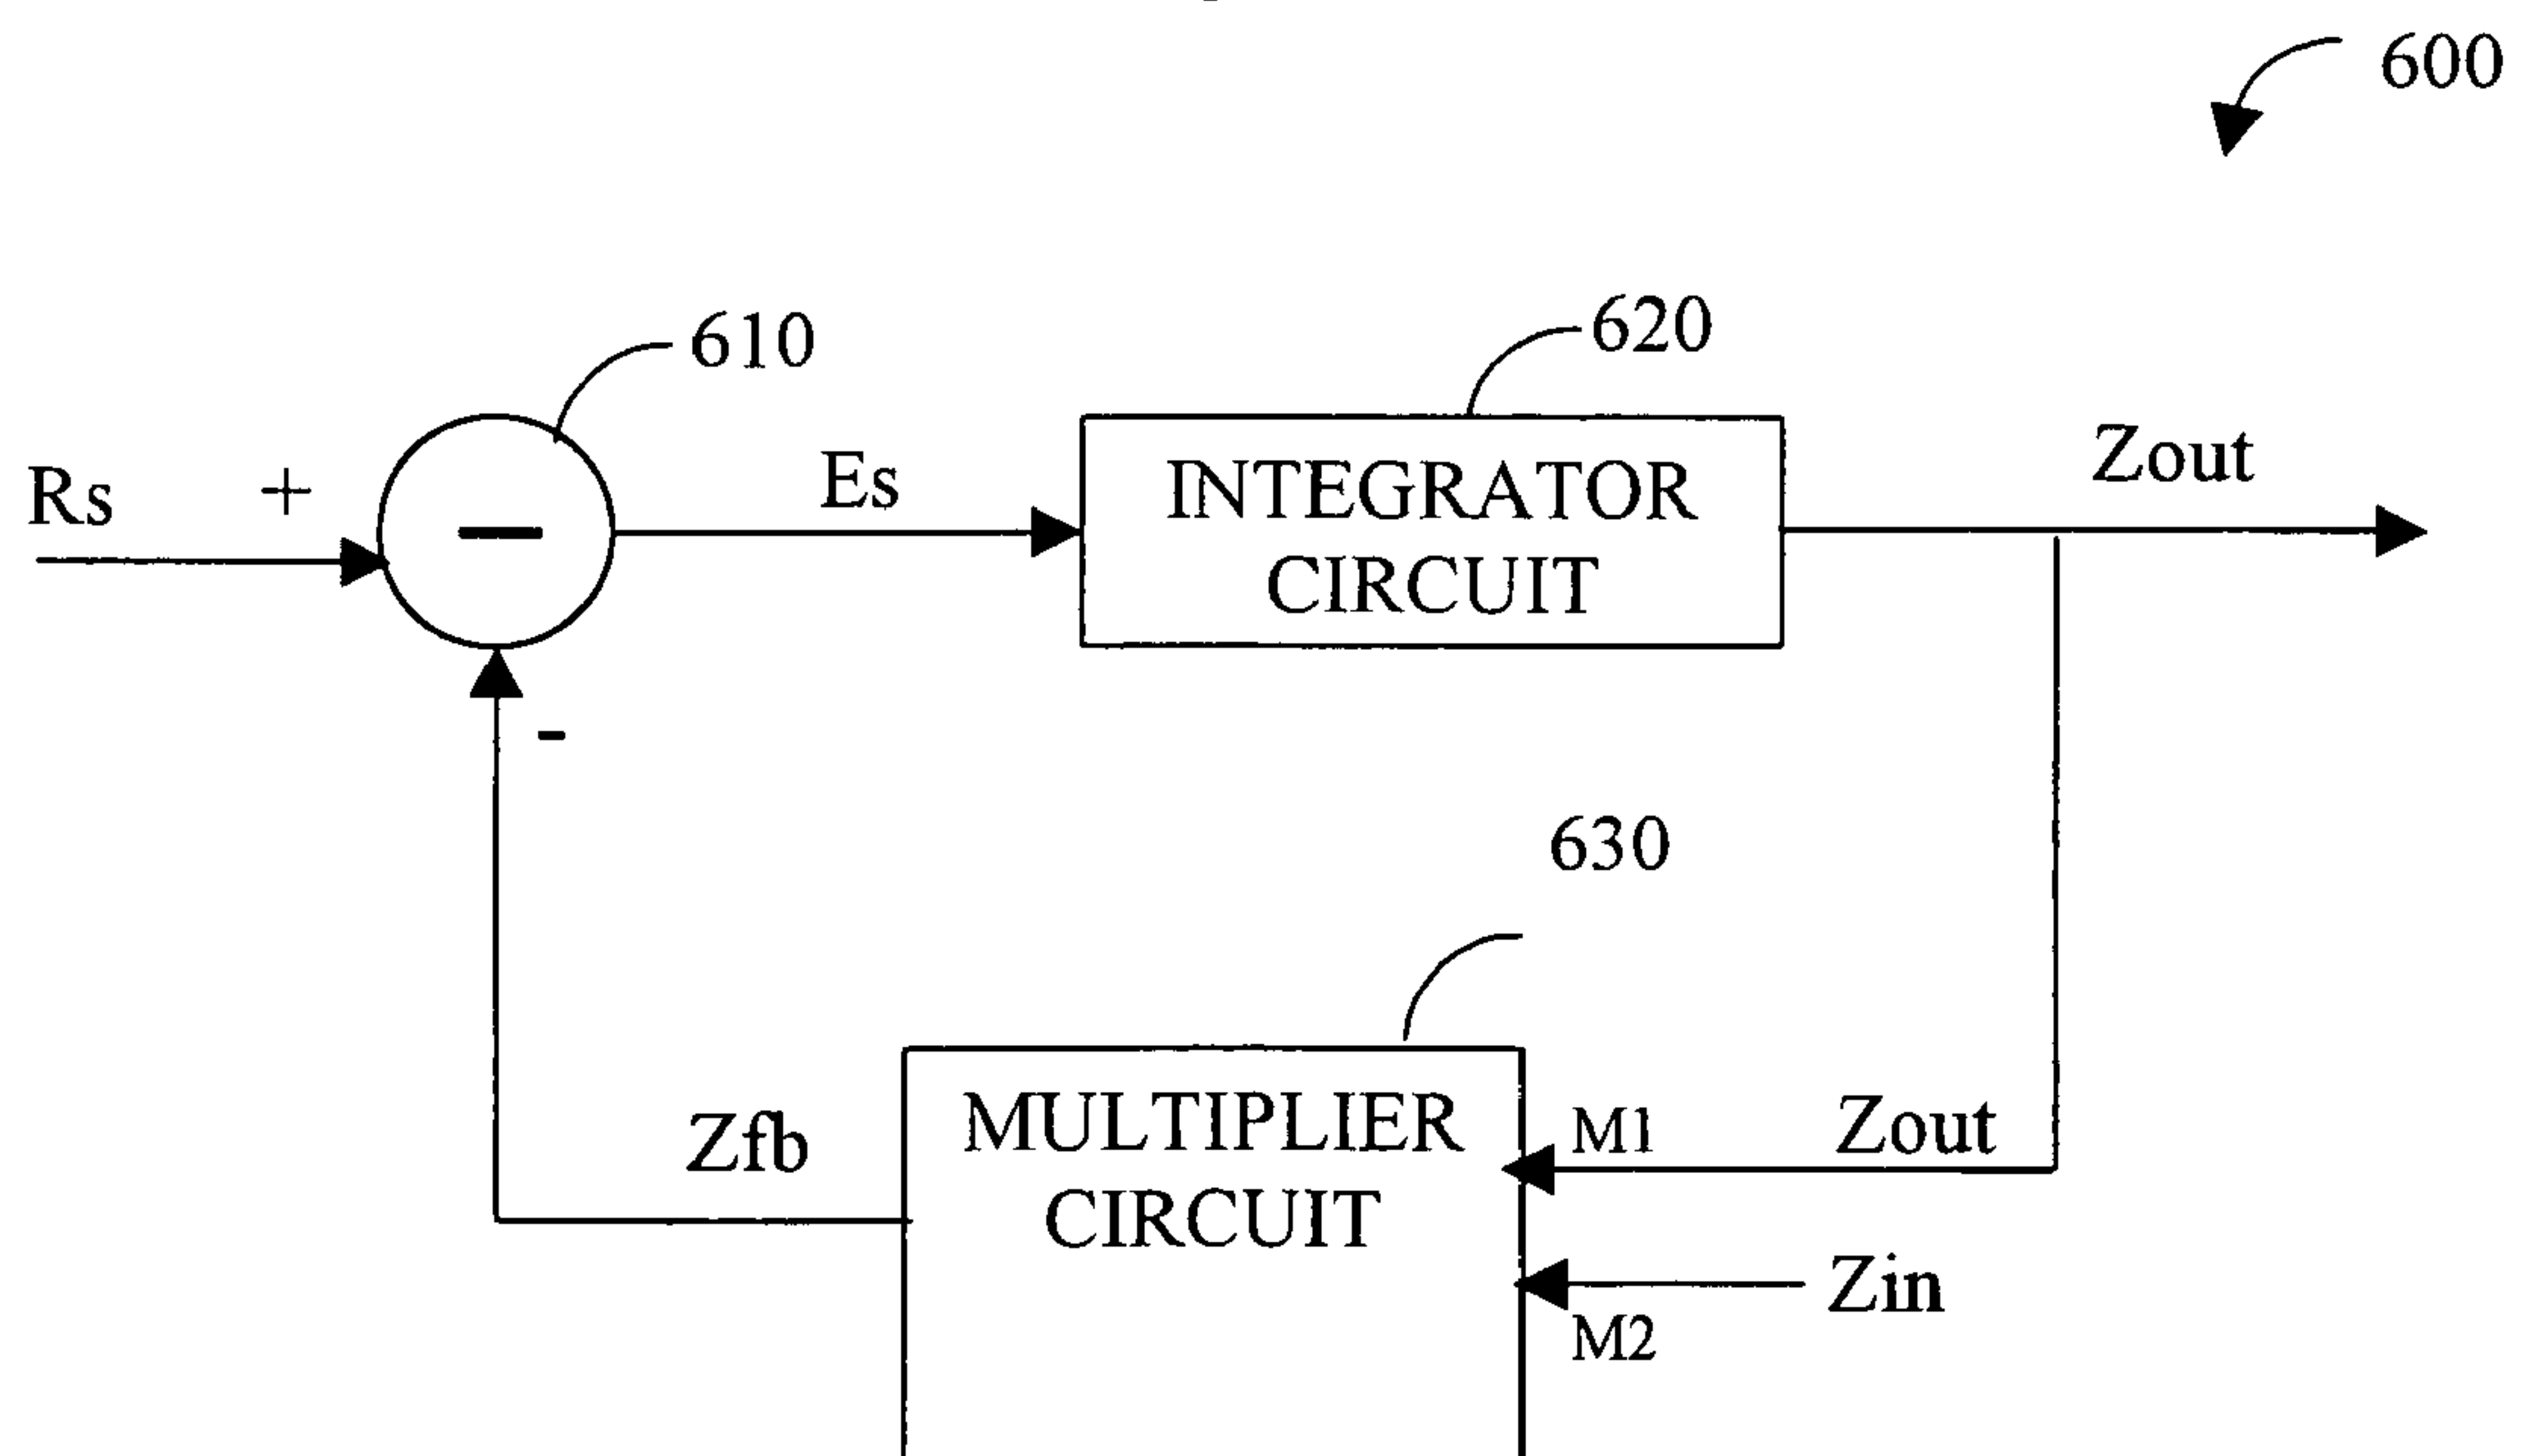 600
610
620
Rs
+
−
Es
INTEGRATOR
CIRCUIT
Zout
-
630
Zfb
MULTIPLIER
CIRCUIT
M1
Zout
Zin
M2